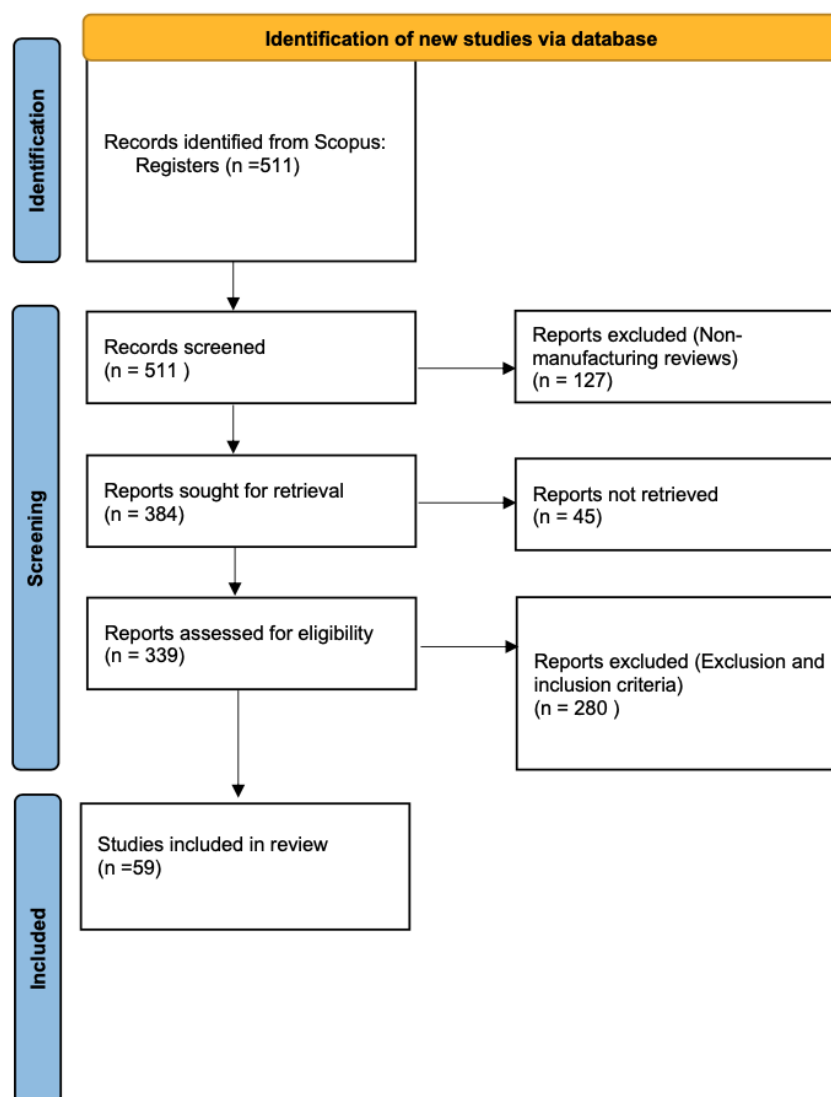 Identification of new studies via database
Identification
Records identified from Scopus:
Registers (n =511)
Screening
Records screened
(n = 511 )
Reports excluded (Non-
manufacturing reviews)
(n = 127)
Reports sought for retrieval
(n = 384)
Reports not retrieved
(n = 45)
Reports assessed for eligibility
(n = 339)
Reports excluded (Exclusion and
inclusion criteria)
(n = 280 )
Included
Studies included in review
(n =59)